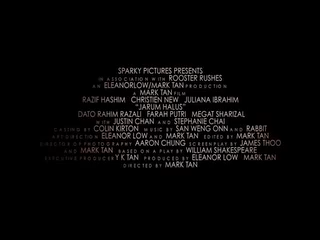 SPARKY PICTURES PRESENTS
IN ASSOCIATION WITH ROOSTER RUSHES
AN ELEANORLOW/MARK TAN PRODUCTION
A MARK TAN FILM
RAZIF HASHIM CHRISTIEN NEW JULIANA IBRAHIM
"JARUM HALUS"
DATO RAHIM RAZALI FARAH PUTRI MEGAT SHARIZAL
WITH JUSTIN CHAN AND STEPHANIE CHAI
CASTING BY COLIN KIRTON MUSIC BY SAN WENG ONN AND RABBIT
ARTDIRECTION ELEANOR LOW AND MARK TAN EDITED BY MARK TAN
DIRECTOR OF PHOTOGRAPHY AARON CHUNG SCREENPLAY BY JAMES THOO
AND MARK TAN BASED ON A PLAY BY WILLIAM SHAKESPEARE
EXECUTIVE PRODUCER Y K TAN PRODUCED BY ELEANOR LOW MARK TAN
DIRECTED BY MARK TAN